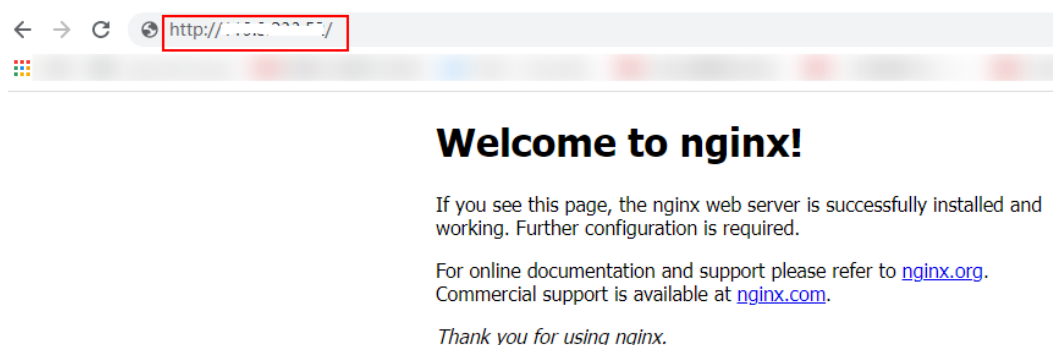 http://
Welcome to nginx!
If you see this page, the nginx web server is successfully installed and
working. Further configuration is required.
For online documentation and support please refer to nginx.org.
Commercial support is available at nginx.com.
Thank you for using nginx.